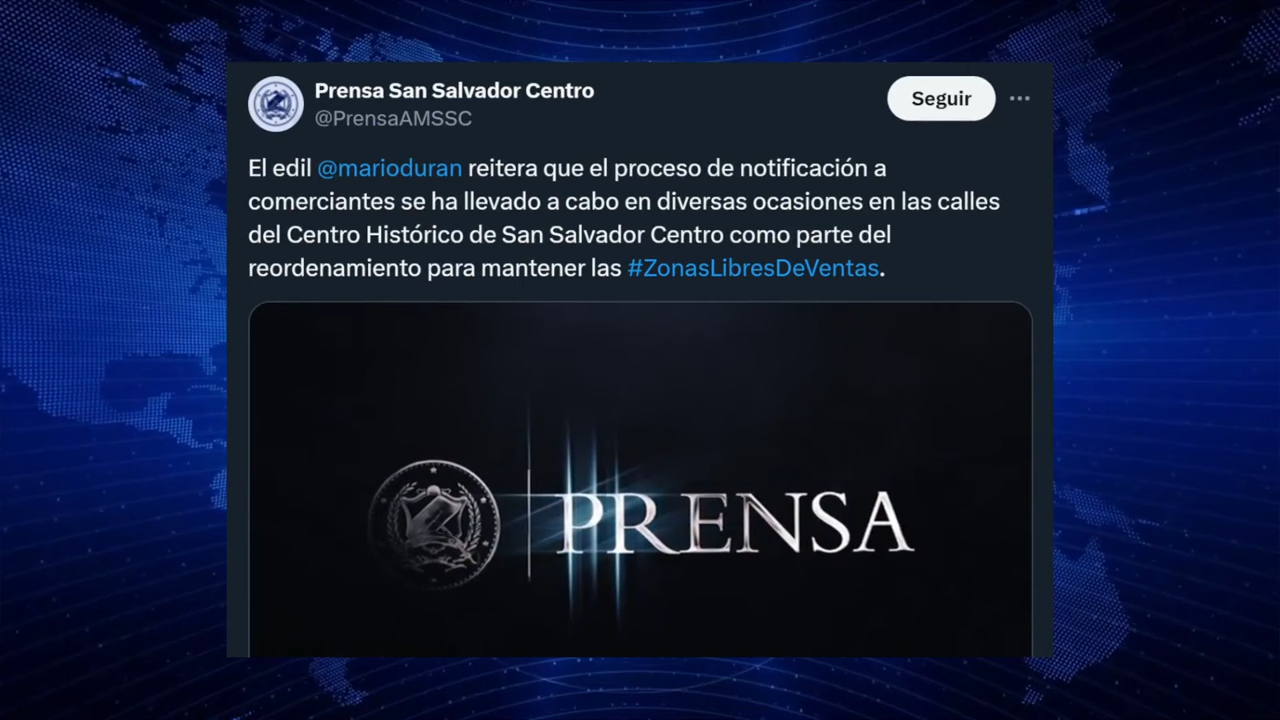 Prensa San Salvador Centro
@PrensaAMSSC
Seguir
El edil @marioduran reitera que el proceso de notificación a
comerciantes se ha llevado a cabo en diversas ocasiones en las calles
del Centro Histórico de San Salvador Centro como parte del
reordenamiento para mantener las #ZonasLibresDeVentas.
PRENSA